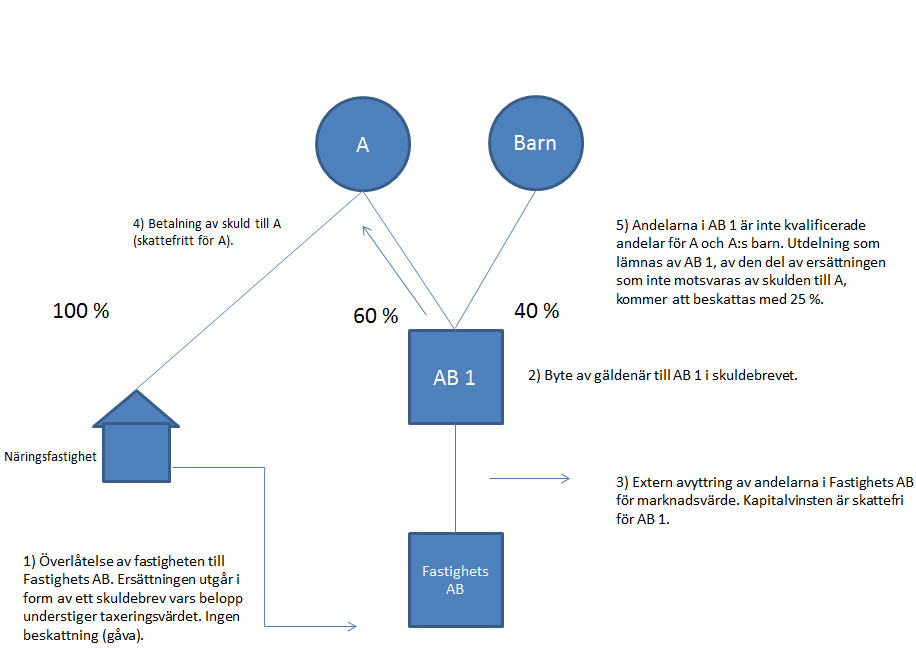 A
Barn
4) Betalning av skuld till A
(skattefritt för A).
5) Andelarna i AB 1 är inte kvalificerade
andelar för A och A:s barn. Utdelning som
lämnas av AB 1, av den del av ersättningen
som inte motsvaras av skulden till A,
kommer att beskattas med 25 %.
100 %
60 %
40 %
AB 1
2) Byte av gäldenär till AB 1 i skuldebrevet.
Näringsfastighet
3) Extern avyttring av andelarna i Fastighets AB
för marknadsvärde. Kapitalvinsten är skattefri
för AB 1.
1) Överlåtelse av fastigheten till
Fastighets AB. Ersättningen utgår i
form av ett skuldebrev vars belopp
understiger taxeringsvärdet. Ingen
beskattning (gåva).
Fastighets
AB